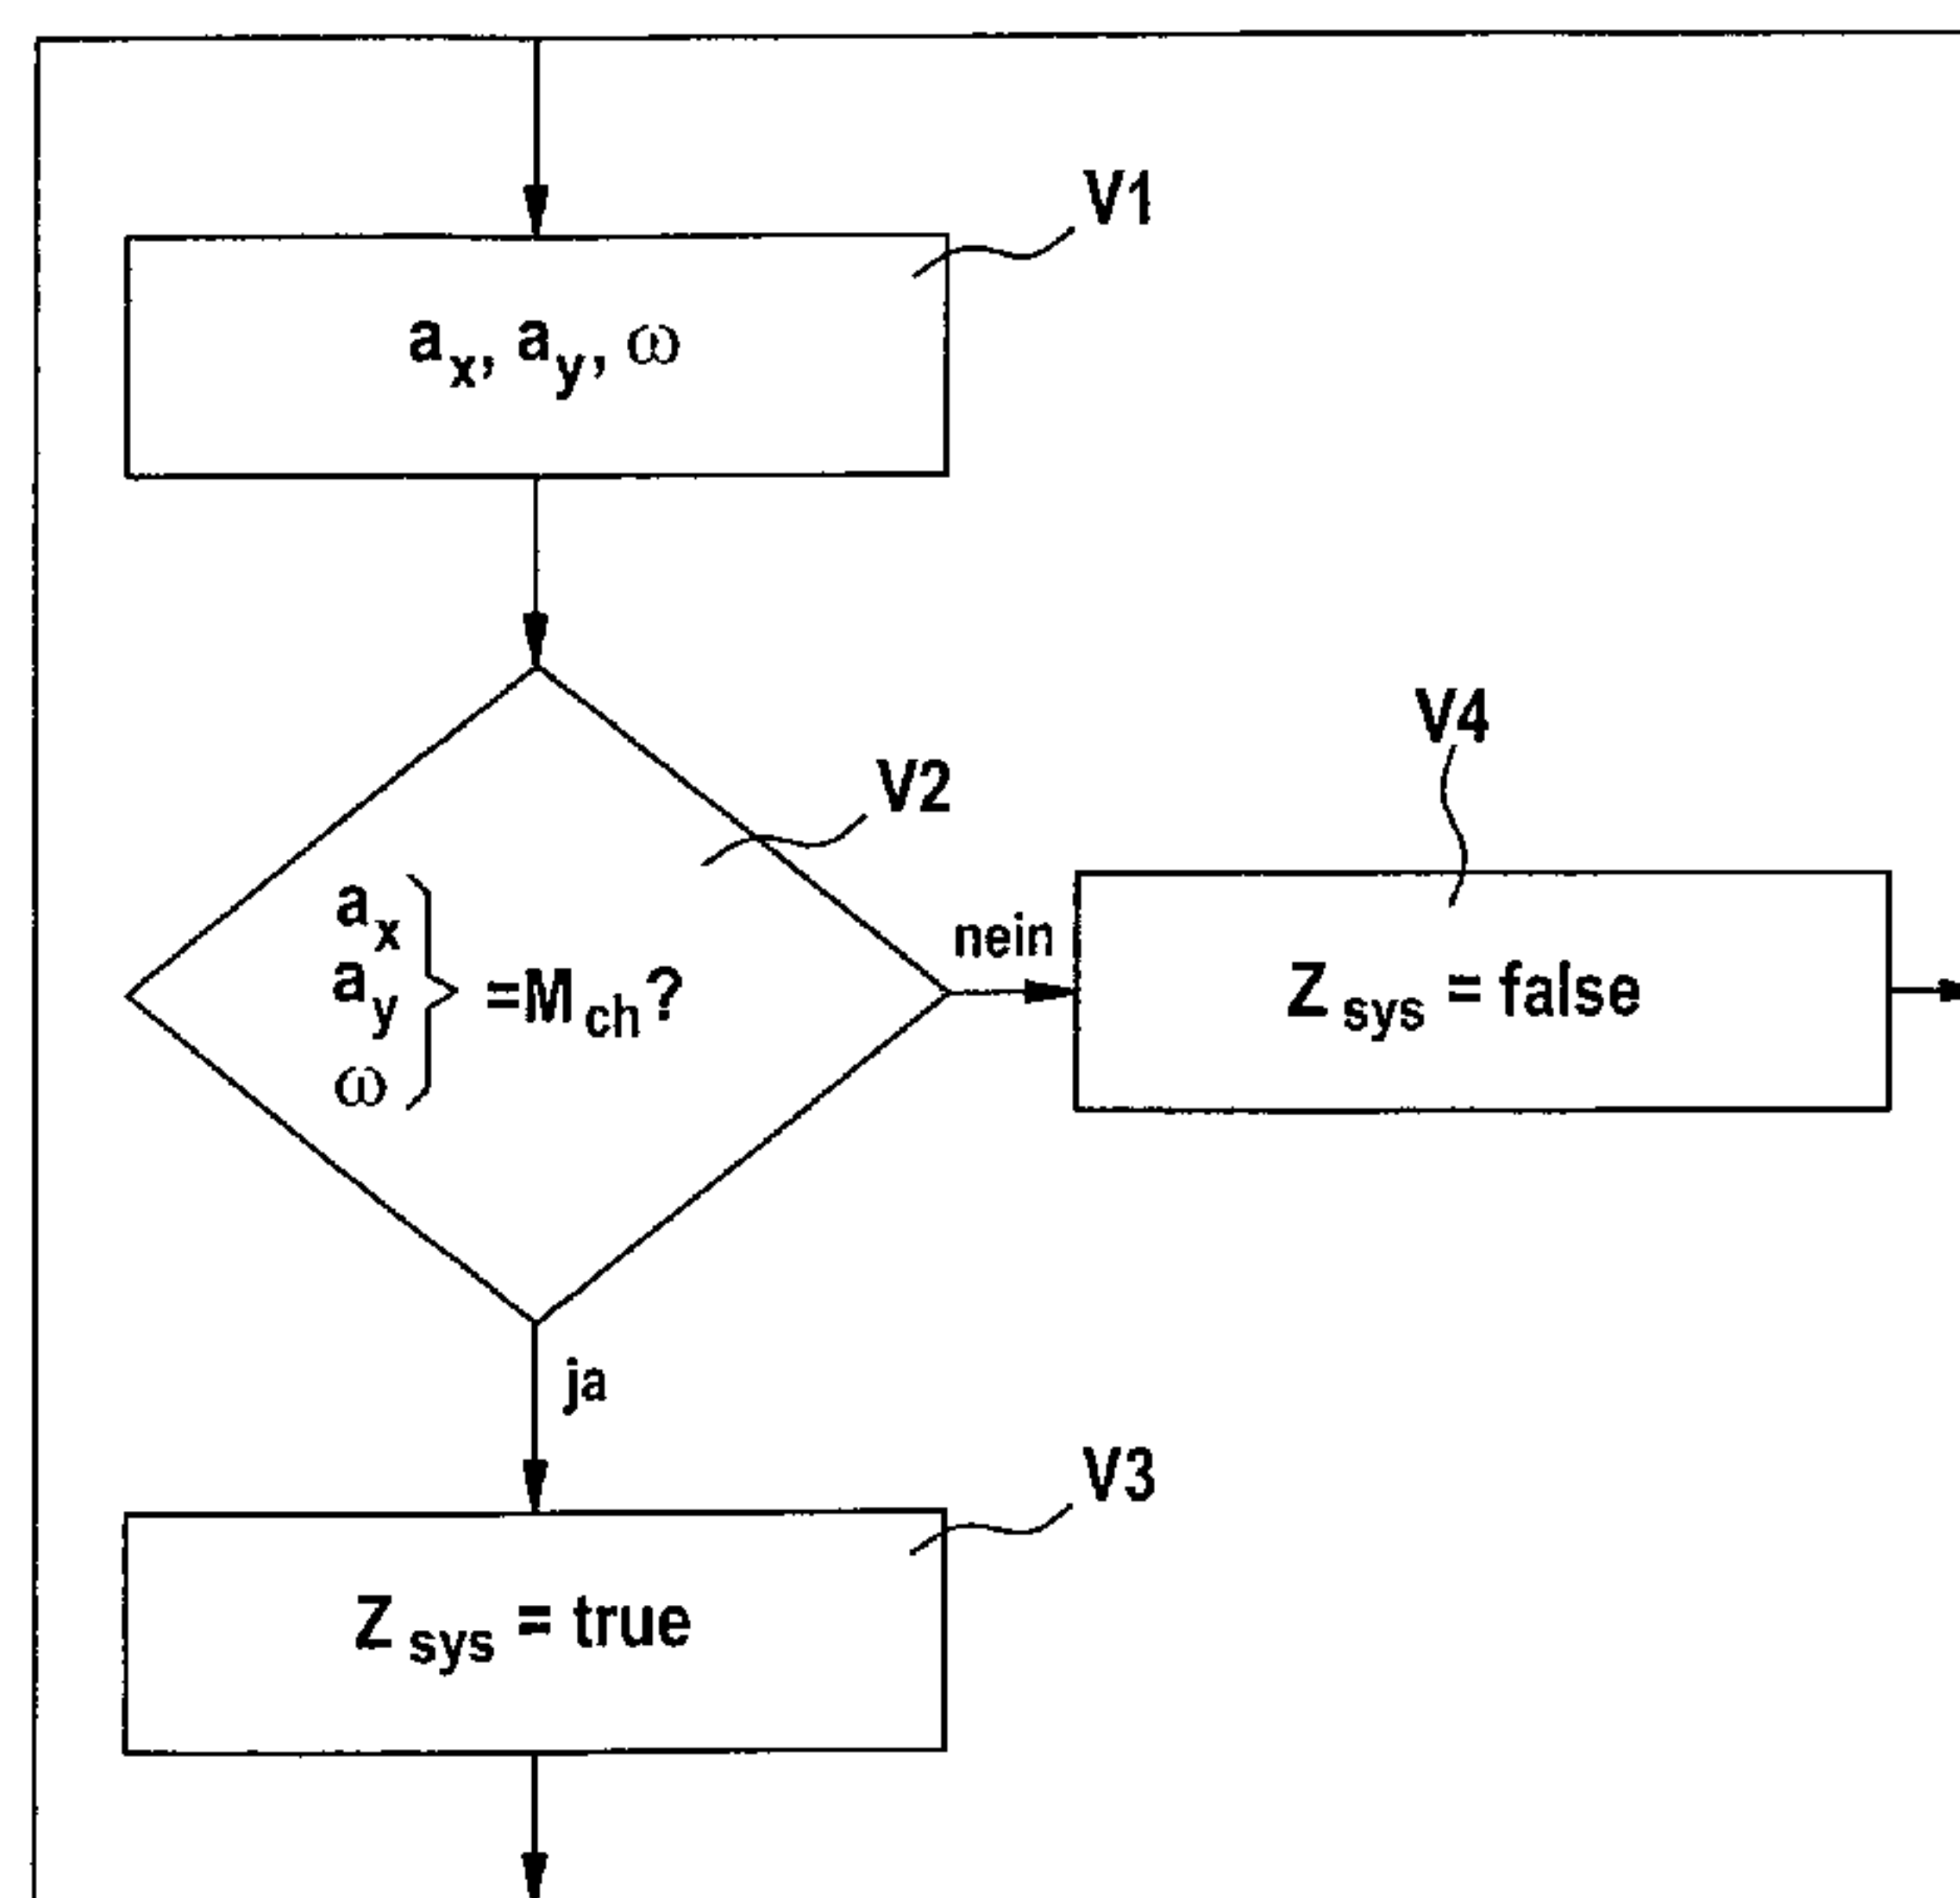 V1
a_x, a_y, ω
V4
V2
a_x
a_y
ω
=M_ch?
nein
Z_sys = false
ja
V3
Z_sys = true